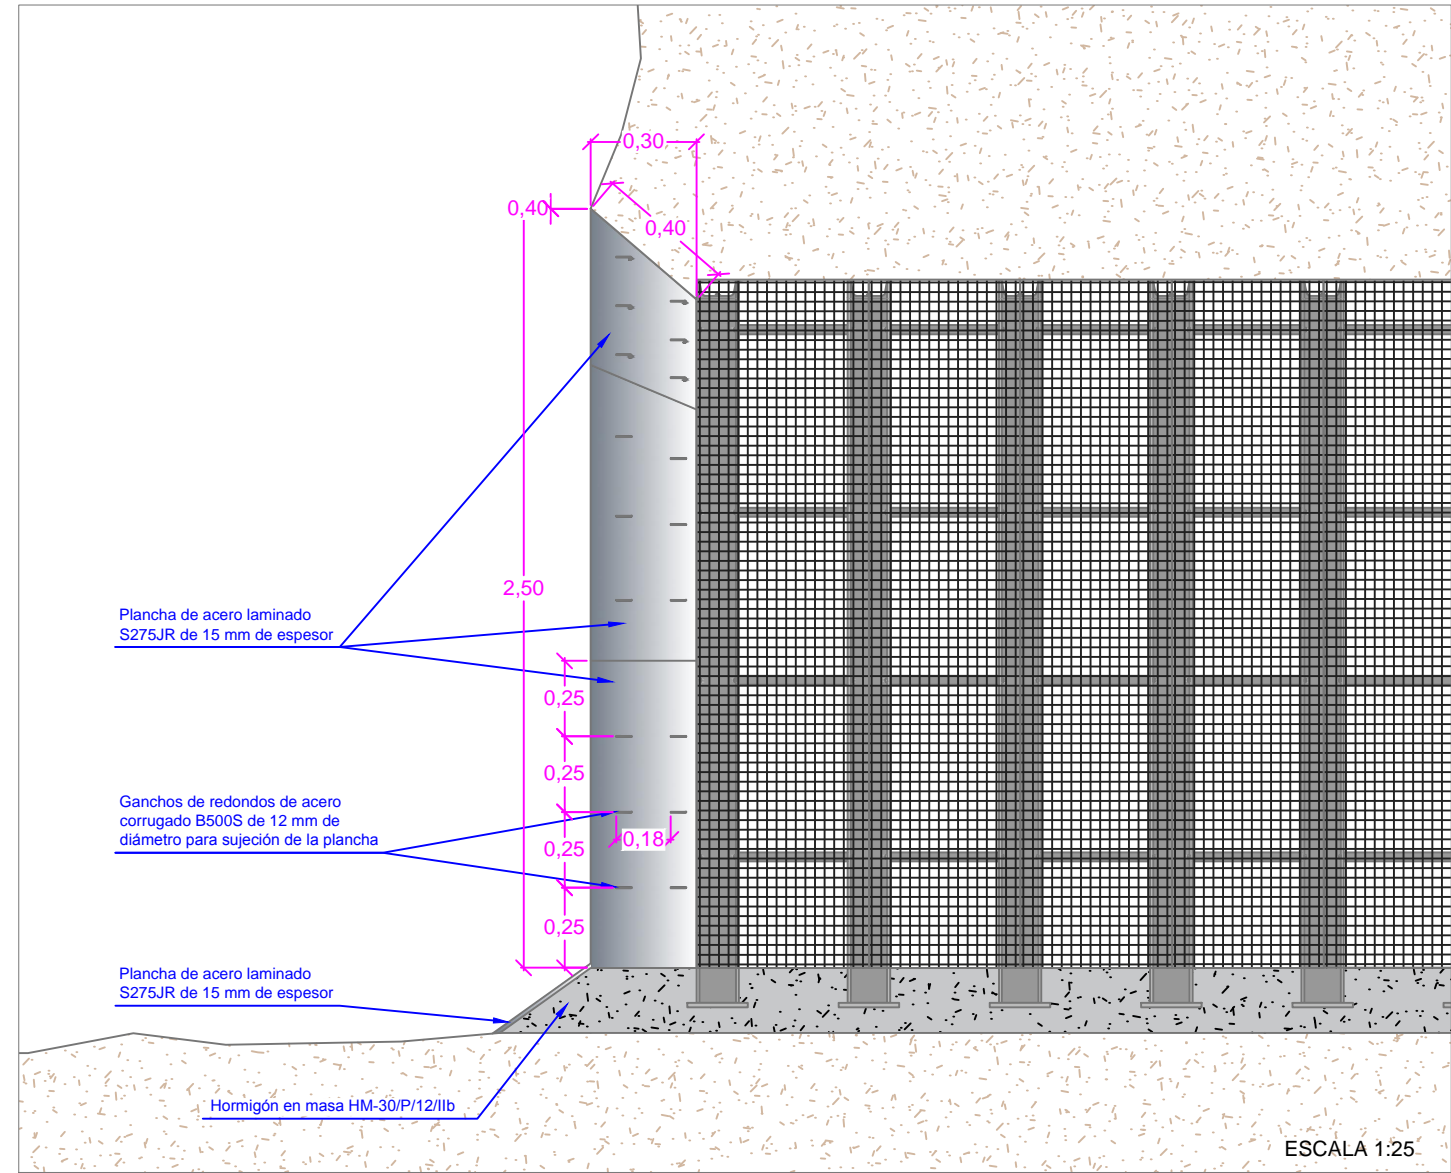 0,30
0,40
0,40
2,50
Plancha de acero laminado
S275JR de 15 mm de espesor
0,25
0,25
Ganchos de redondos de acero
corrugado B500S de 12 mm de
diámetro para sujeción de la plancha
0,18
0,25
0,25
Plancha de acero laminado
S275JR de 15 mm de espesor
Hormigón en masa HM-30/P/12/IIb
ESCALA 1:25